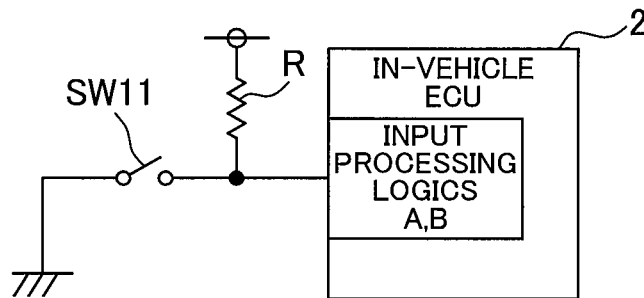 2
IN-VEHICLE
ECU
R
SW11
INPUT
PROCESSING
LOGICS
A,B